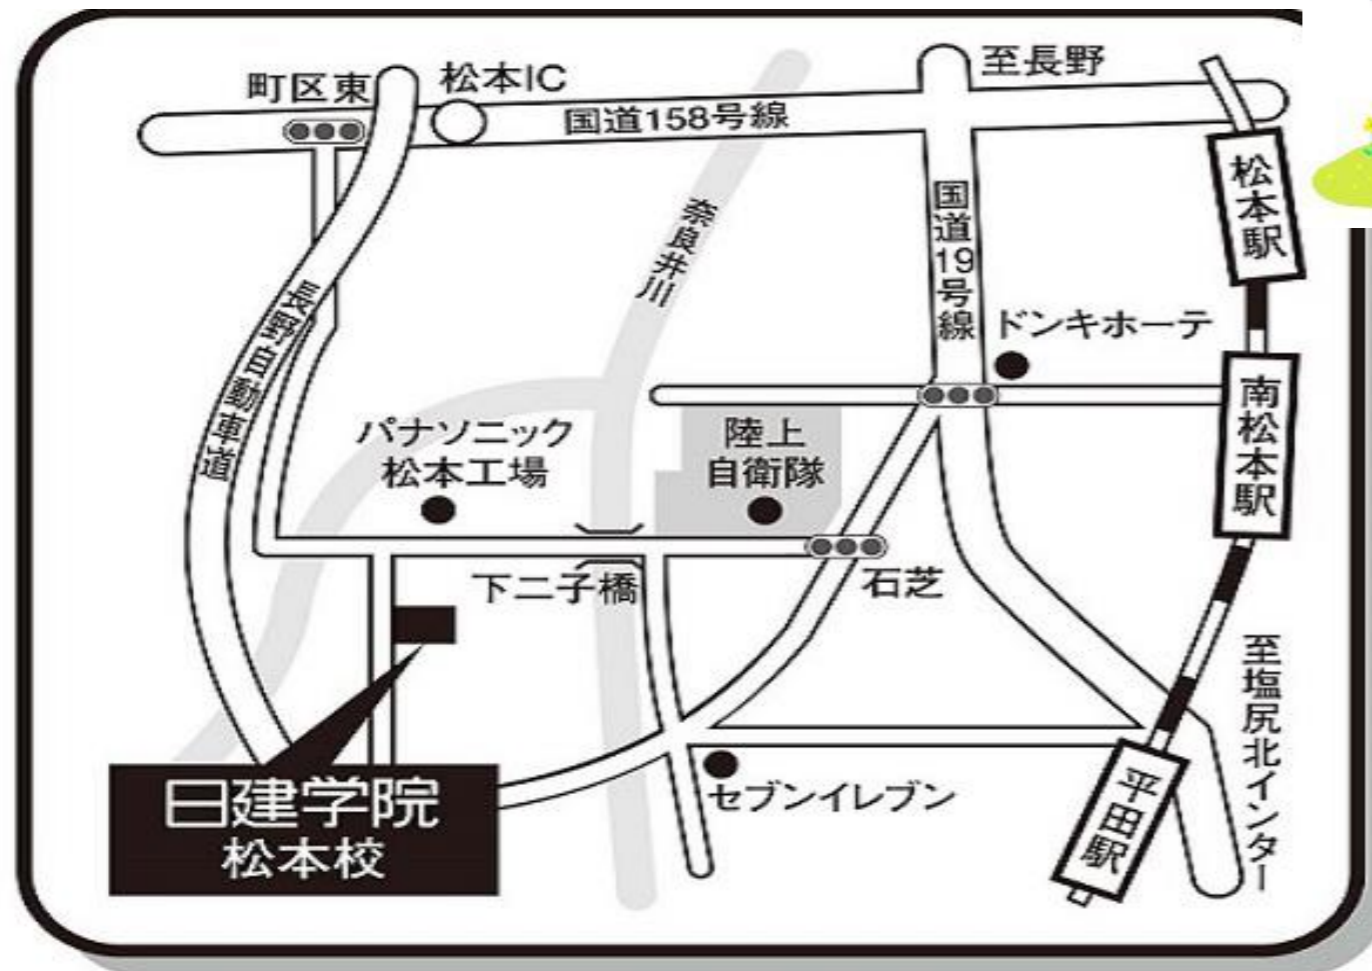 町区東
松本IC
至長野
国道158号線
松本駅
奈良井川
国道19号線
長野自動車道
ドンキホーテ
南松本駅
パナソニック
松本工場
陸上
自衛隊
下二子橋
石芝
至塩尻北インター
セブンイレブン
平田駅
日建学院
松本校